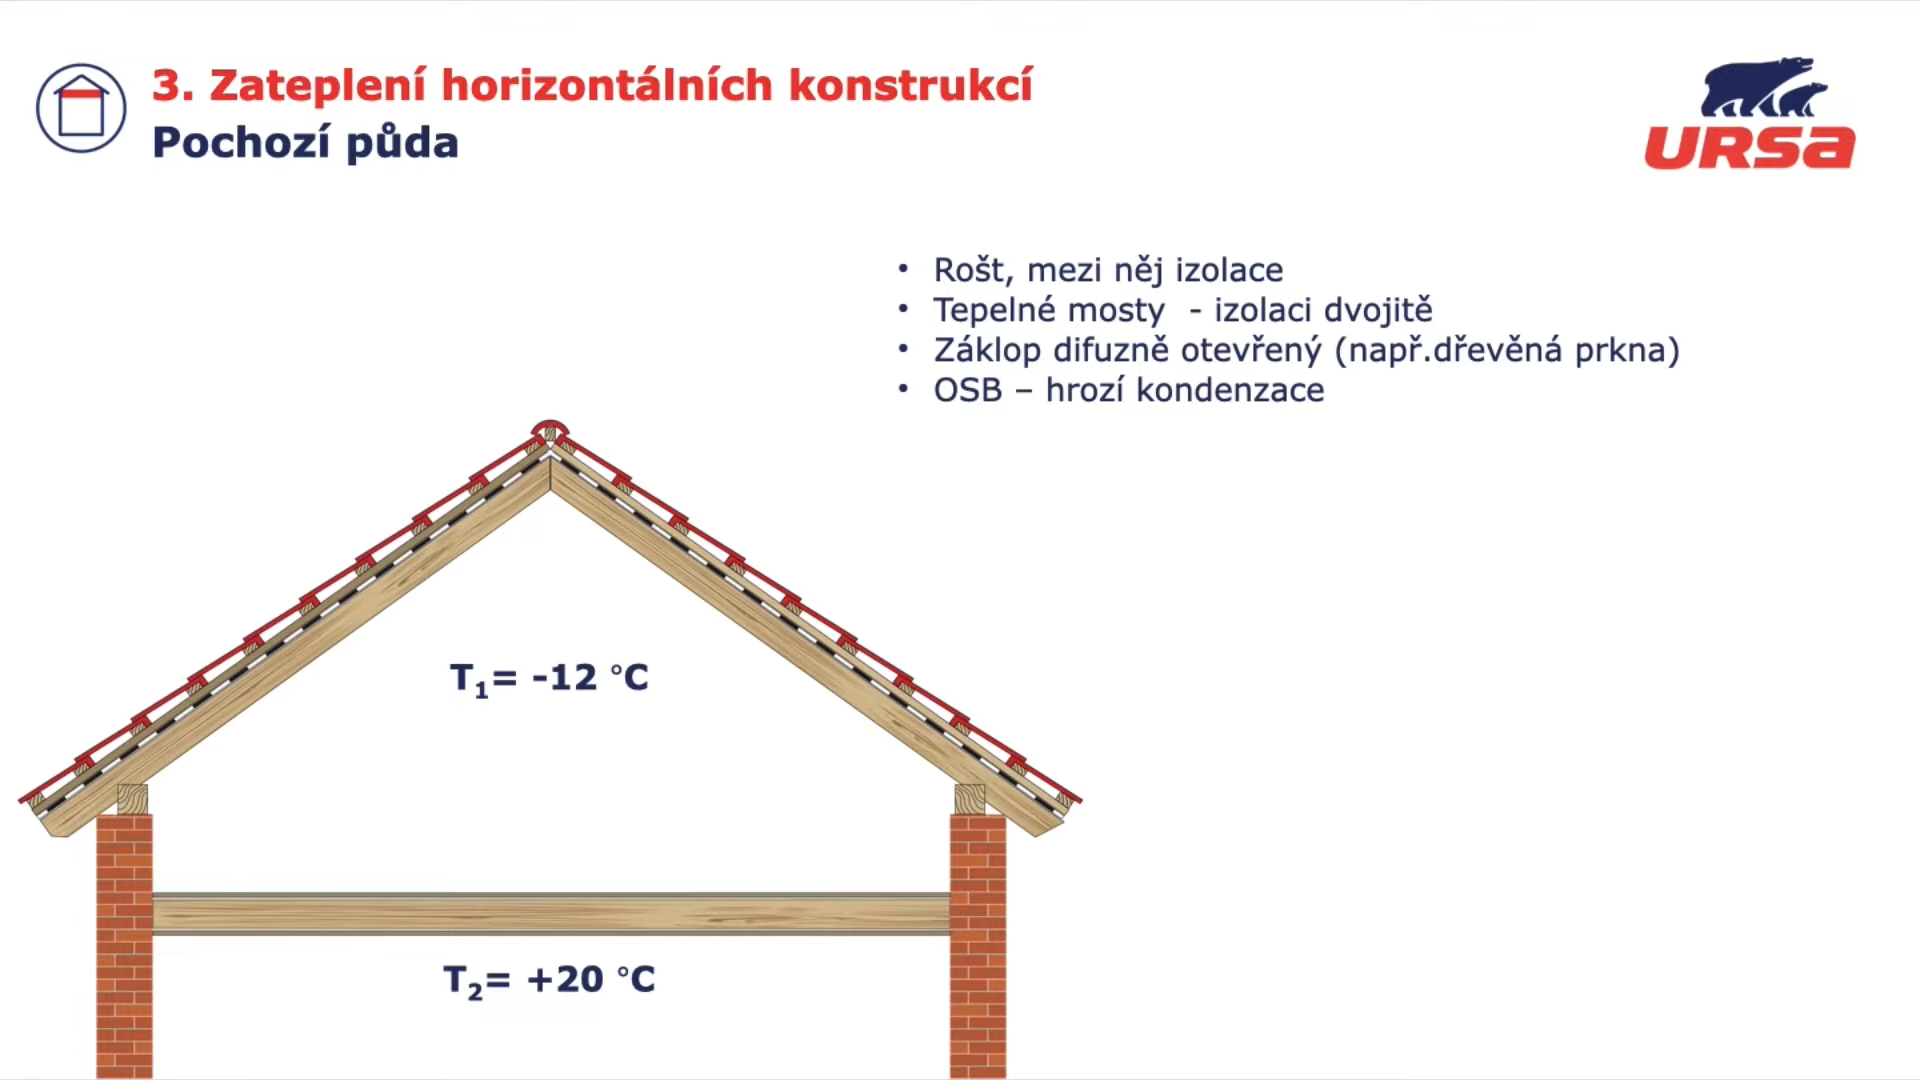 3. Zateplení horizontálních konstrukcí
Pochozí půda
URSA
• Rošt, mezi něj izolace
• Tepelné mosty  - izolaci dvojitě
• Záklop difuzně otevřený (např.dřevěná prkna)
• OSB – hrozí kondenzace
T₁= -12 °C
T₂= +20 °C